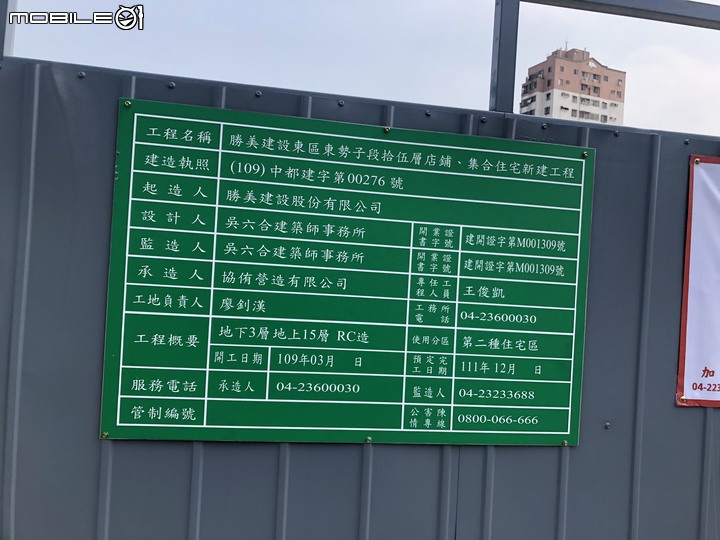 mobile01
工程名稱 勝美建設東區東勢子段拾伍層店鋪、集合住宅新建工程
建造執照 (109) 中都建字第00276 號
起造人 勝美建設股份有限公司
設計人 吳六合建築師事務所 開業證書字號 建開證字第M001309號
監造人 吳六合建築師事務所 開業證書字號 建開證字第M001309號
承造人 協侑營造有限公司 專任工程人員 王俊凱
工地負責人 廖釗漢 工務所電話 04-23600030
工程概要 地下3層地上15層 RC造 使用分區 第二種住宅區
開工日期 109年03月 日 預定完工日期 111年12月 日
服務電話 承造人 04-23600030 監造人 04-23233688
管制編號 公害陳情專線 0800-066-666
加
04-22